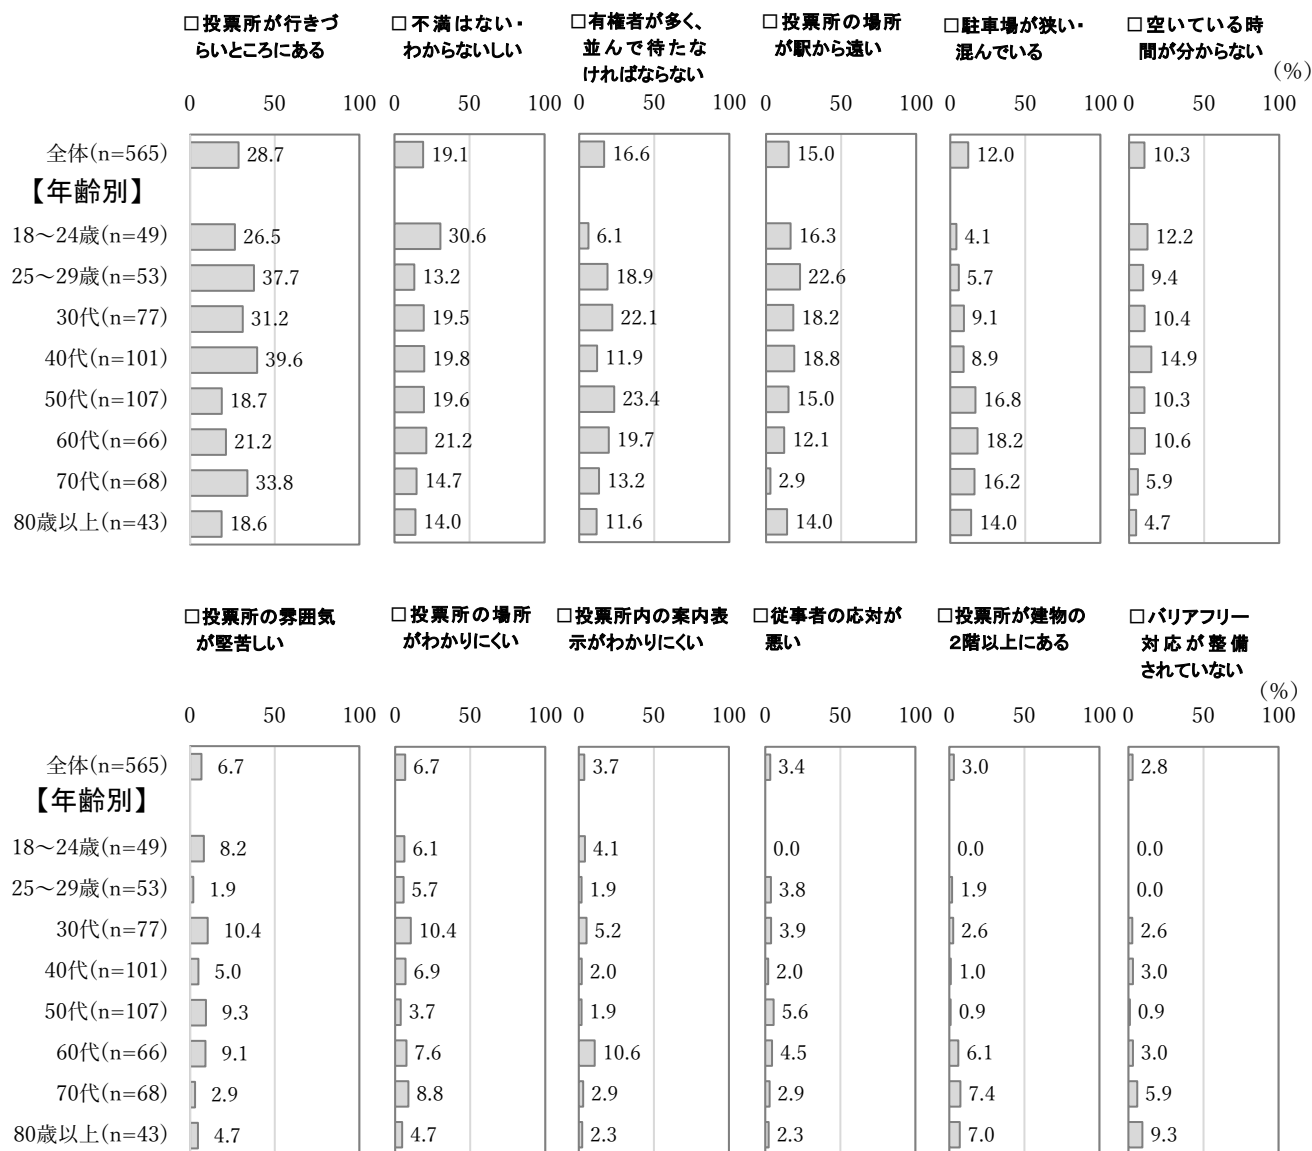 □投票所が行きづ
らいところにある
□不満はない・
わからないしい
□有権者が多く、
並んで待たな
ければならない
□投票所の場所
が駅から遠い
□駐車場が狭い・
混んでいる
□空いている時
間が分からない
(%)
0 50 100 0 50 100 0 50 100 0 50 100 0 50 100 0 50 100
全体(n=565) 28.7 19.1 16.6 15.0 12.0 10.3
【年齢別】
18～24歳(n=49) 26.5 30.6 6.1 16.3 4.1 12.2
25～29歳(n=53) 37.7 13.2 18.9 22.6 5.7 9.4
30代(n=77) 31.2 19.5 22.1 18.2 9.1 10.4
40代(n=101) 39.6 19.8 11.9 18.8 8.9 14.9
50代(n=107) 18.7 19.6 23.4 15.0 16.8 10.3
60代(n=66) 21.2 21.2 19.7 12.1 18.2 10.6
70代(n=68) 33.8 14.7 13.2 2.9 16.2 5.9
80歳以上(n=43) 18.6 14.0 11.6 14.0 14.0 4.7
□投票所の雰囲気
が堅苦しい
□投票所の場所
がわかりにくい
□投票所内の案内表
示がわかりにくい
□従事者の応対が
悪い
□投票所が建物の
2階以上にある
□バリアフリー
対応が整備
されていない
(%)
0 50 100 0 50 100 0 50 100 0 50 100 0 50 100 0 50 100
全体(n=565) 6.7 6.7 3.7 3.4 3.0 2.8
【年齢別】
18～24歳(n=49) 8.2 6.1 4.1 0.0 0.0 0.0
25～29歳(n=53) 1.9 5.7 1.9 3.8 1.9 0.0
30代(n=77) 10.4 10.4 5.2 3.9 2.6 2.6
40代(n=101) 5.0 6.9 2.0 2.0 1.0 3.0
50代(n=107) 9.3 3.7 1.9 5.6 0.9 0.9
60代(n=66) 9.1 7.6 10.6 4.5 6.1 3.0
70代(n=68) 2.9 8.8 2.9 2.9 7.4 5.9
80歳以上(n=43) 4.7 4.7 2.3 2.3 7.0 9.3